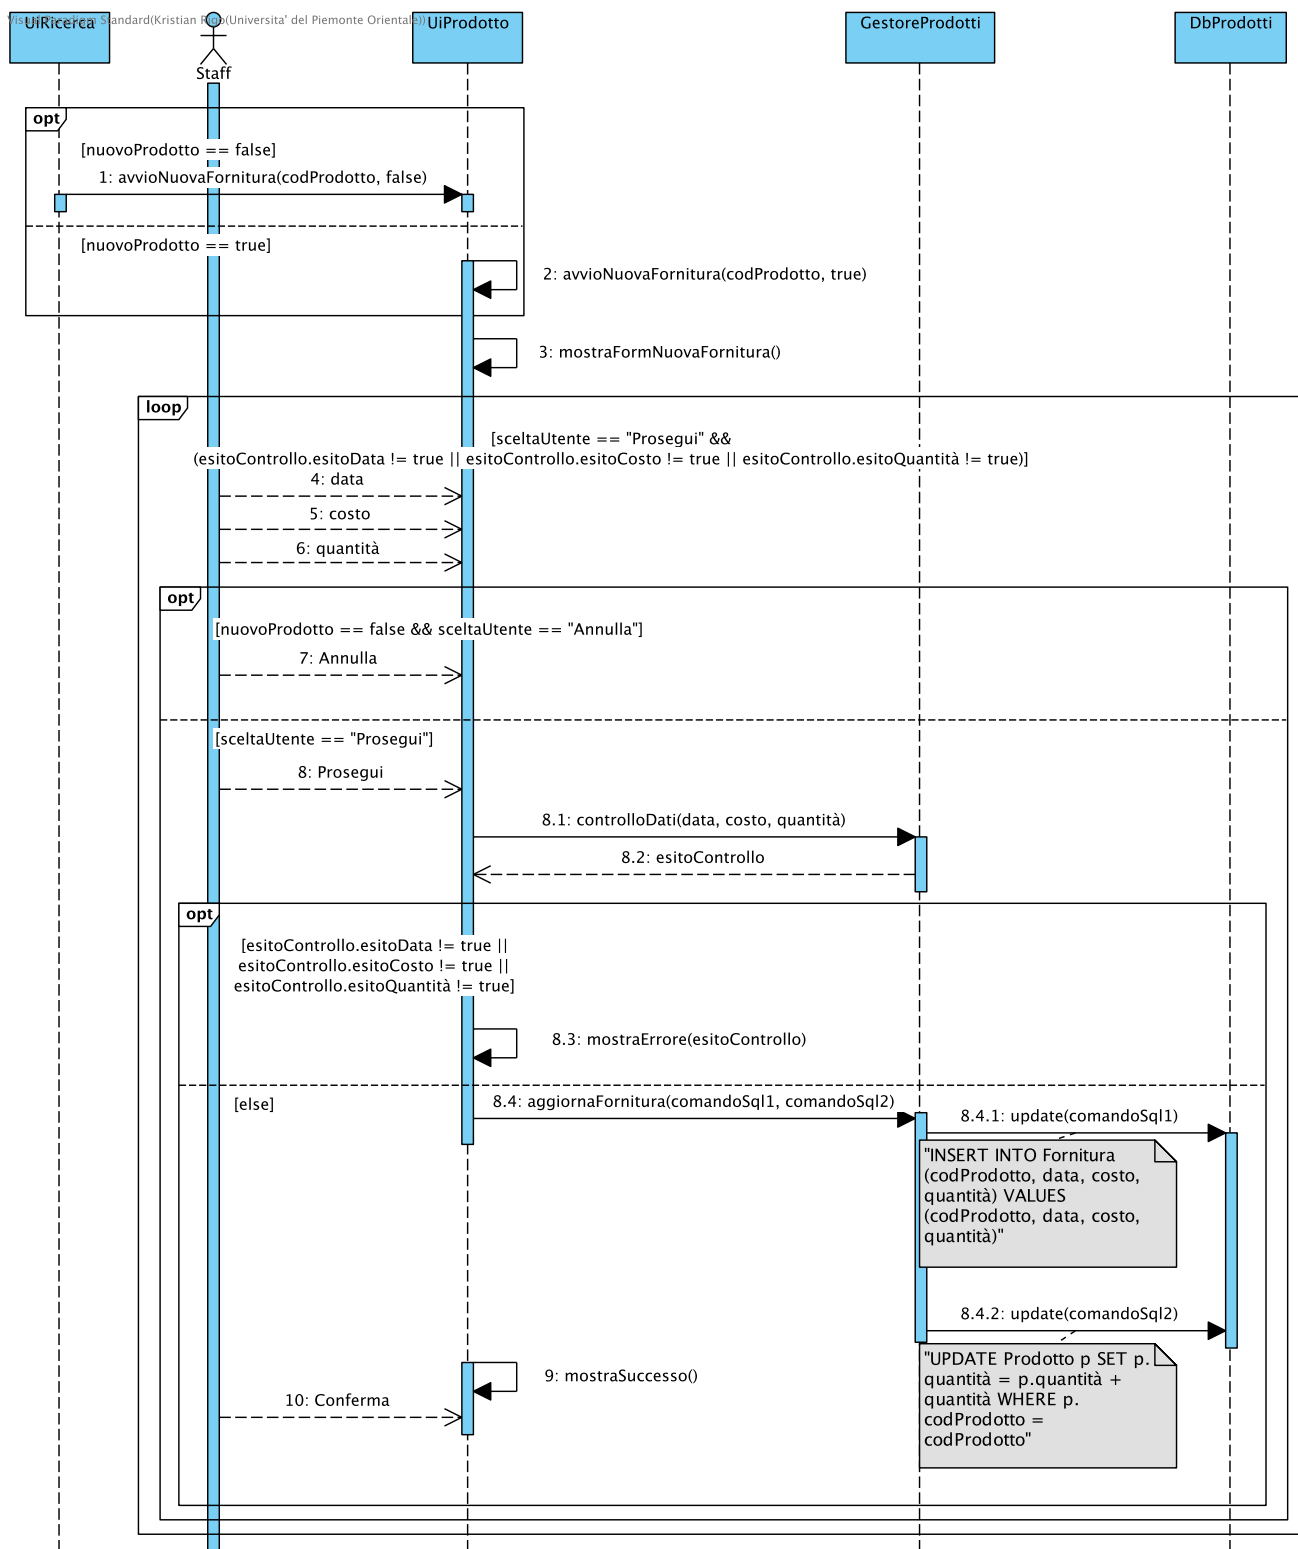 Visual Paradigm Standard(Kristian Rigo(Universita' del Piemonte Orientale))
UiRicerca
Staff
UiProdotto
GestoreProdotti
DbProdotti
opt
[nuovoProdotto == false]
1: avvioNuovaFornitura(codProdotto, false)
[nuovoProdotto == true]
2: avvioNuovaFornitura(codProdotto, true)
3: mostraFormNuovaFornitura()
loop
[sceltaUtente == "Prosegui" &&
(esitoControllo.esitoData != true || esitoControllo.esitoCosto != true || esitoControllo.esitoQuantità != true)]
4: data
5: costo
6: quantità
opt
[nuovoProdotto == false && sceltaUtente == "Annulla"]
7: Annulla
[sceltaUtente == "Prosegui"]
8: Prosegui
8.1: controlloDati(data, costo, quantità)
8.2: esitoControllo
opt
[esitoControllo.esitoData != true ||
esitoControllo.esitoCosto != true ||
esitoControllo.esitoQuantità != true]
8.3: mostraErrore(esitoControllo)
[else]
8.4: aggiornaFornitura(comandoSql1, comandoSql2)
8.4.1: update(comandoSql1)
"INSERT INTO Fornitura
(codProdotto, data, costo,
quantità) VALUES
(codProdotto, data, costo,
quantità)"
8.4.2: update(comandoSql2)
"UPDATE Prodotto p SET p.
quantità = p.quantità +
quantità WHERE p.
codProdotto =
codProdotto"
9: mostraSuccesso()
10: Conferma